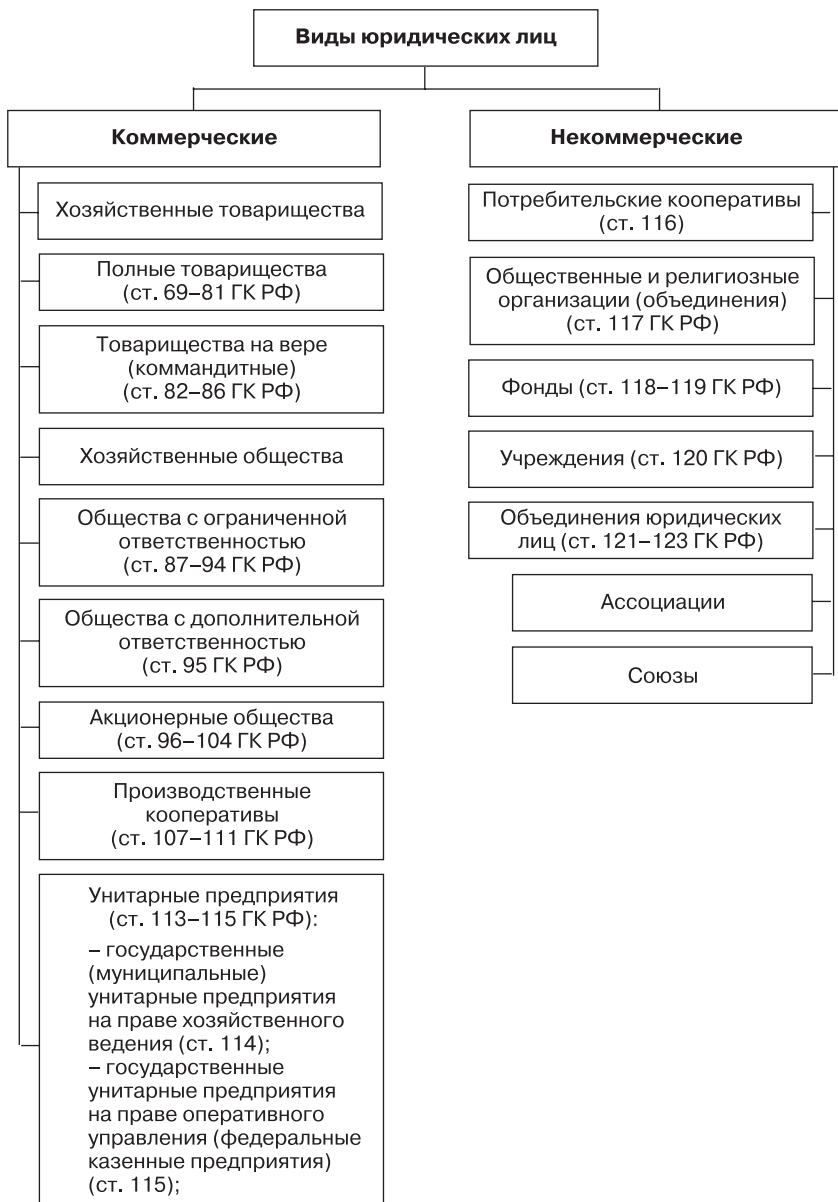 Виды юридических лиц
Коммерческие
Хозяйственные товарищества
Полные товарищества
(ст. 69–81 ГК РФ)
Товарищества на вере
(коммандитные)
(ст. 82–86 ГК РФ)
Хозяйственные общества
Общества с ограниченной
ответственностью
(ст. 87–94 ГК РФ)
Общества с дополнительной
ответственностью
(ст. 95 ГК РФ)
Акционерные общества
(ст. 96–104 ГК РФ)
Производственные
кооперативы
(ст. 107–111 ГК РФ)
Унитарные предприятия
(ст. 113–115 ГК РФ):
– государственные
(муниципальные)
унитарные предприятия
на праве хозяйственного
ведения (ст. 114);
– государственные
унитарные предприятия
на праве оперативного
управления (федеральные
казенные предприятия)
(ст. 115);
Некоммерческие
Потребительские кооперативы
(ст. 116)
Общественные и религиозные
организации (объединения)
(ст. 117 ГК РФ)
Фонды (ст. 118–119 ГК РФ)
Учреждения (ст. 120 ГК РФ)
Объединения юридических
лиц (ст. 121–123 ГК РФ)
Ассоциации
Союзы